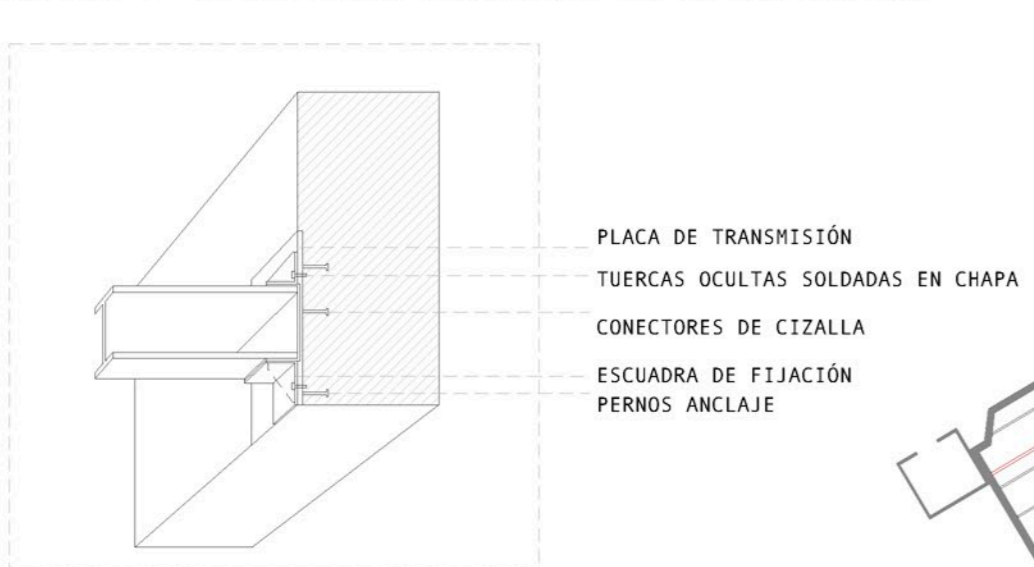 PLACA DE TRANSMISIÓN
TUERCAS OCULTAS SOLDADAS EN CHAPA
CONECTORES DE CIZALLA
ESCUADRA DE FIJACIÓN
PERNOS ANCLAJE